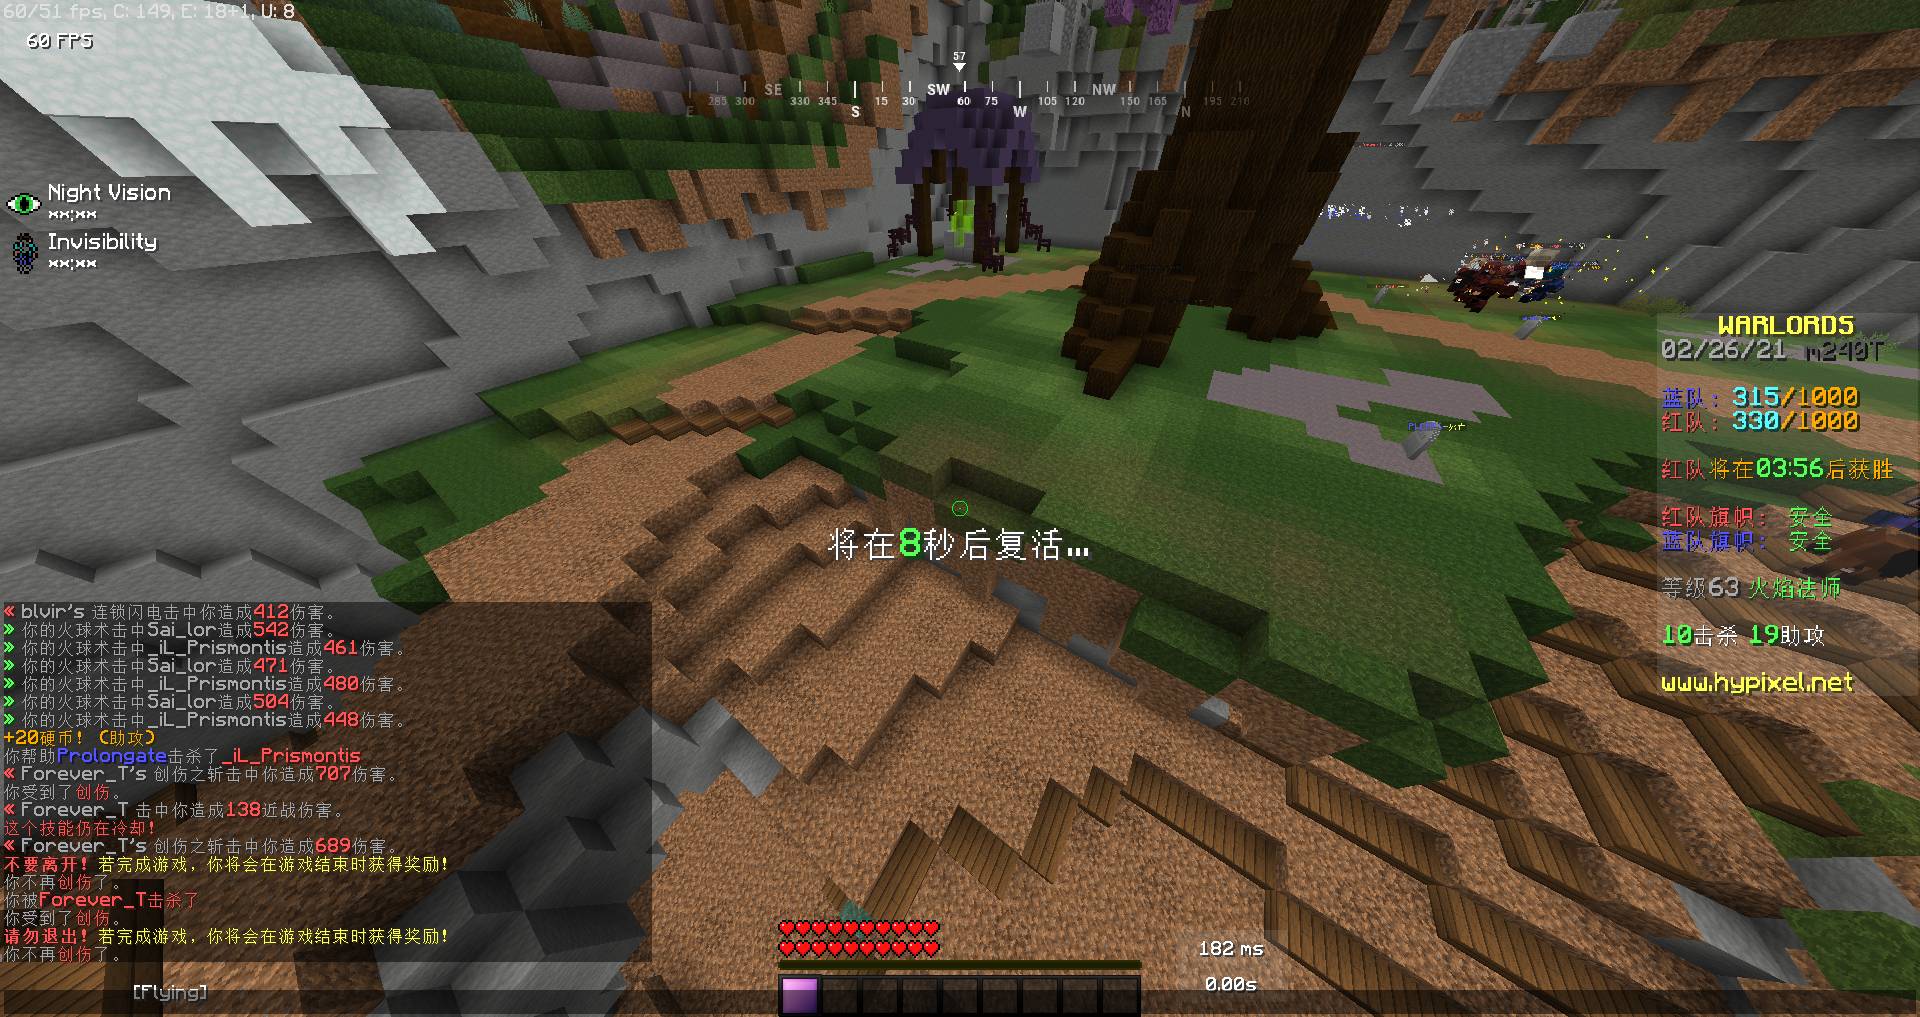 60/51 fps, C: 149, E: 18+1, U: 8
60 FPS
57
SE SW NW
E 285 300 330 345 S 15 30 60 75 W 105 120 150 165 N 195 210
Night Vision
**:**
Invisibility
**:**
WARLORDS
02/26/21 m240T
蓝队: 315/1000
红队: 330/1000
红队将在03:56后获胜
红队旗帜: 安全
蓝队旗帜: 安全
等级63 火焰法师
10击杀 19助攻
www.hypixel.net
将在8秒后复活...
« blvir's 连锁闪电击中你造成412伤害。
» 你的火球术击中Sai_lor造成542伤害。
» 你的火球术击中_iL_Prismontis造成461伤害。
» 你的火球术击中Sai_lor造成471伤害。
» 你的火球术击中_iL_Prismontis造成480伤害。
» 你的火球术击中Sai_lor造成504伤害。
» 你的火球术击中_iL_Prismontis造成448伤害。
+20硬币! (助攻)
你帮助Prolongate击杀了_iL_Prismontis
« Forever_T's 创伤之斩击中你造成707伤害。
你受到了创伤。
« Forever_T 击中你造成138近战伤害。
这个技能仍在冷却!
« Forever_T's 创伤之斩击中你造成689伤害。
不要离开! 若完成游戏，你将会在游戏结束时获得奖励!
你不再创伤了。
你被Forever_T击杀了
你受到了创伤。
请勿退出! 若完成游戏，你将会在游戏结束时获得奖励!
你不再创伤了。
[Flying]
182 ms
0.00s